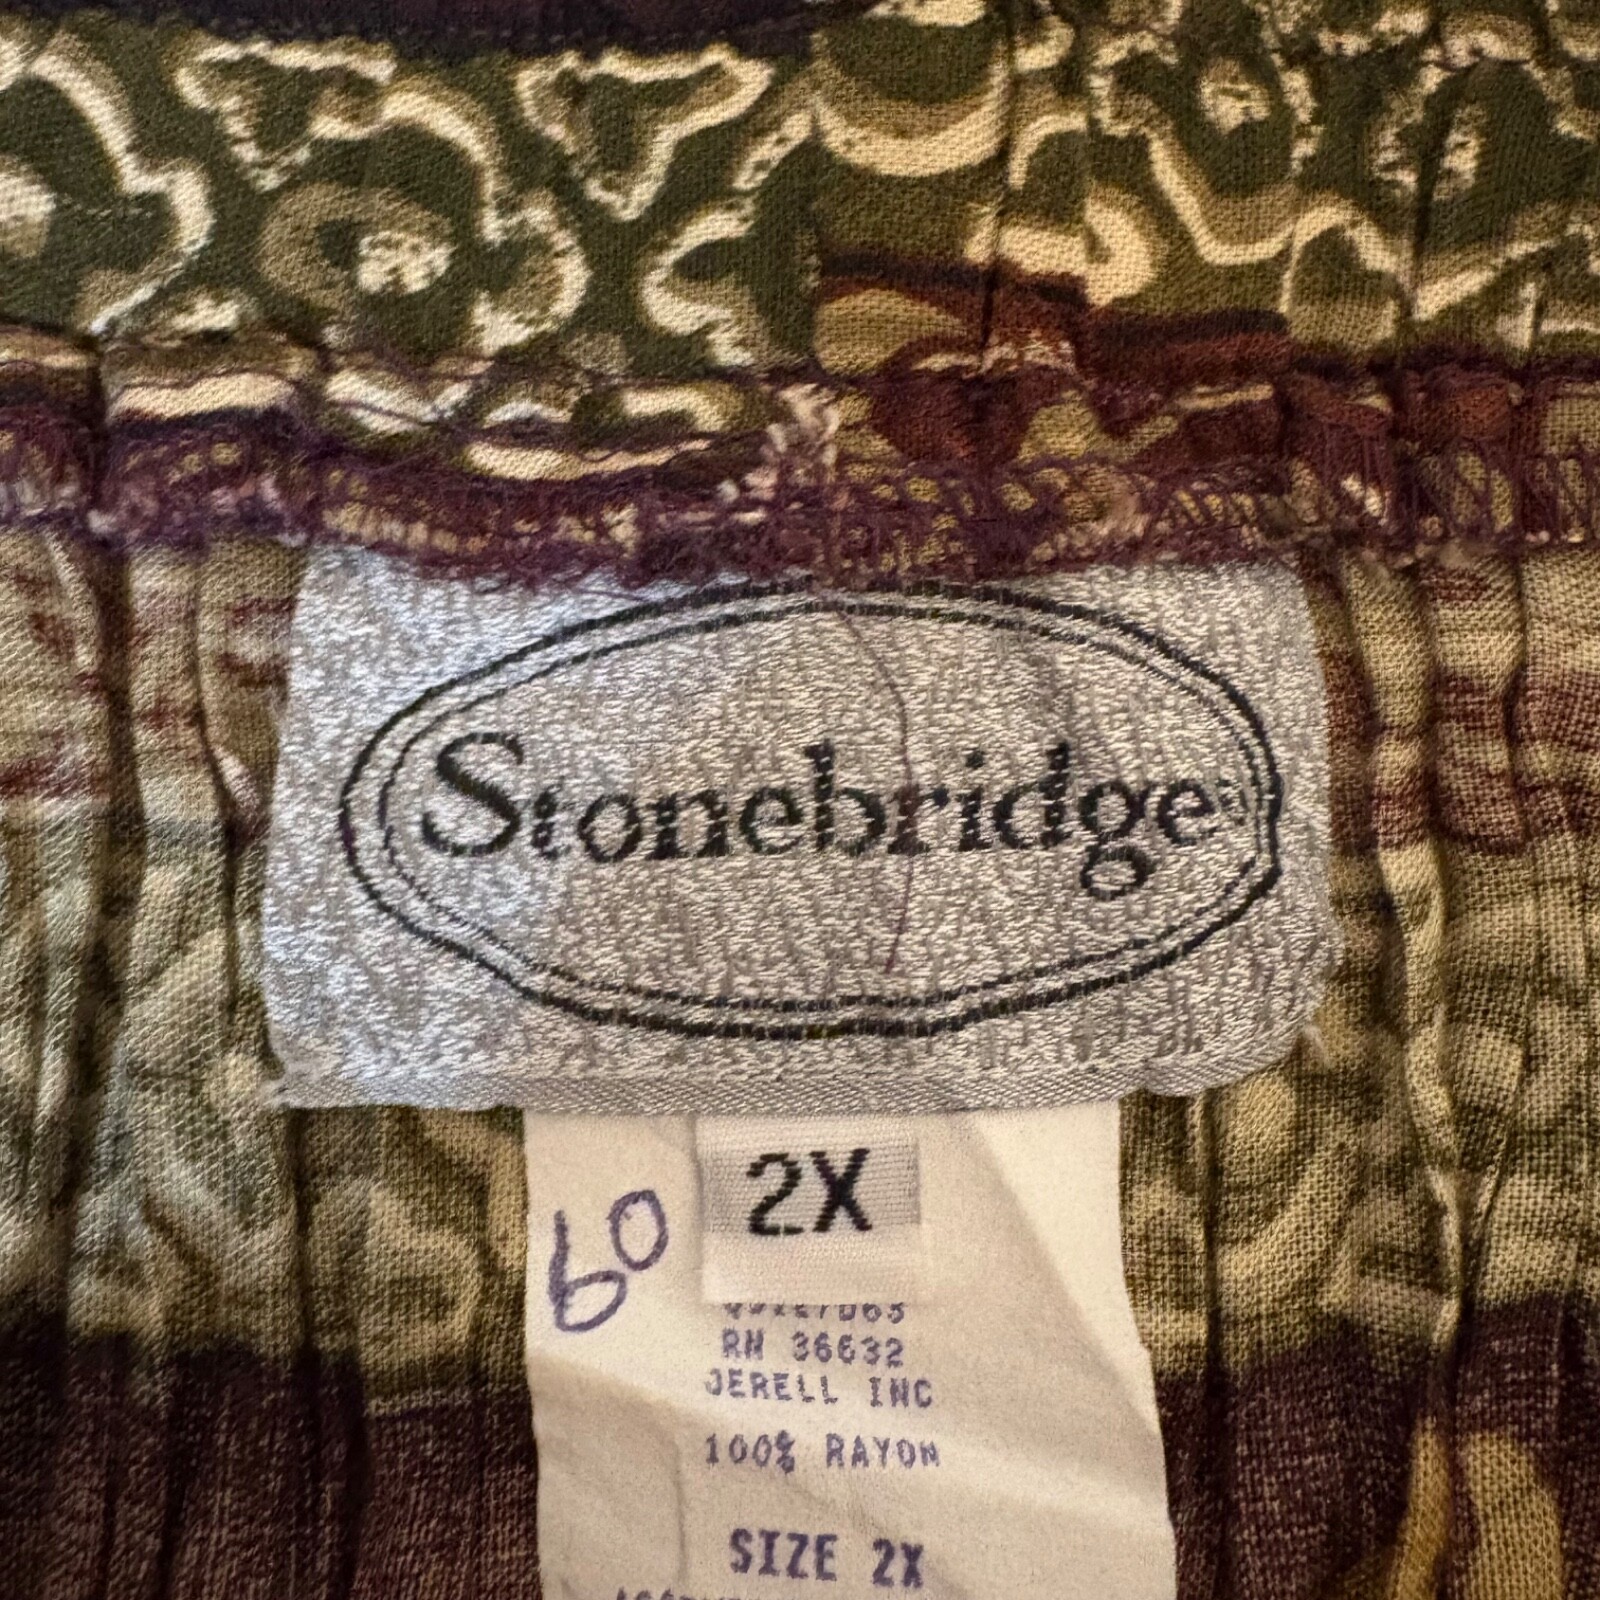 Stonebridge®
2X
60
RN 36632
JERELL INC
100% RAYON
SIZE 2X